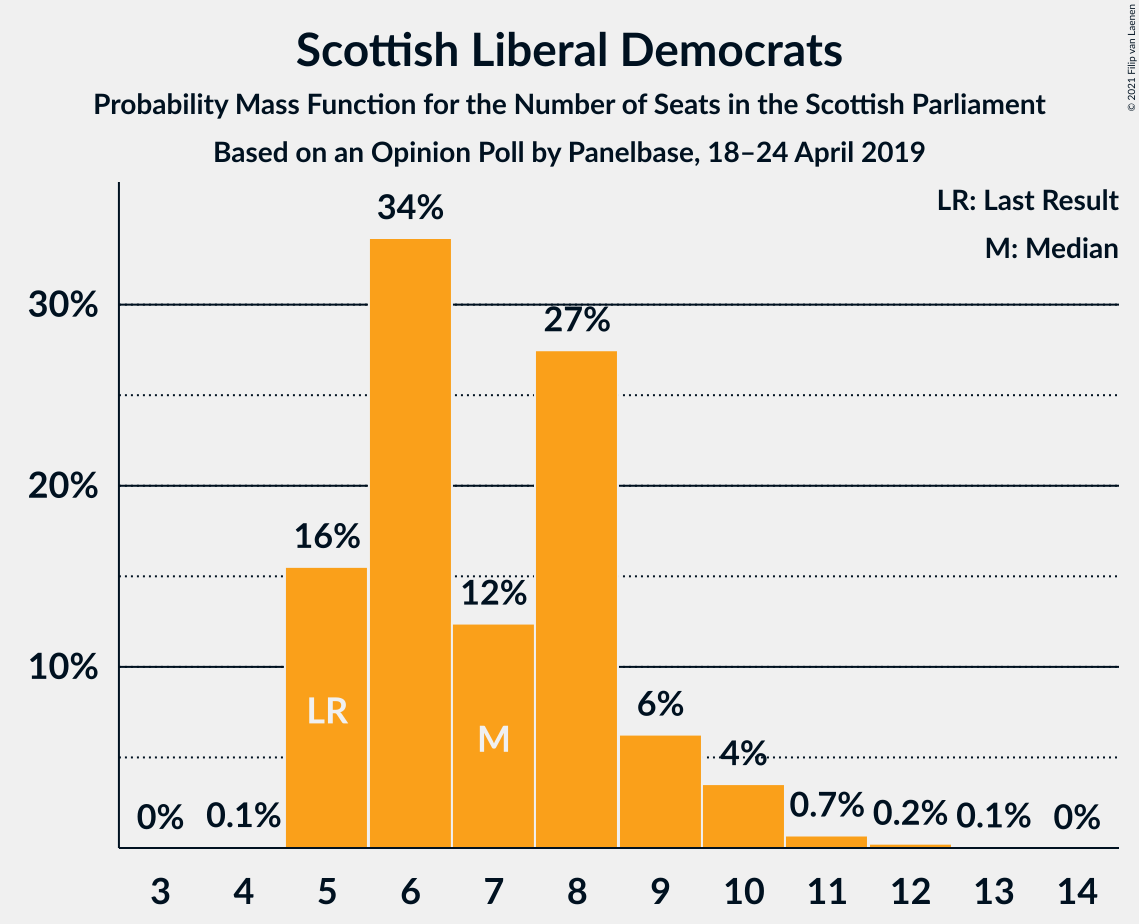 Scottish Liberal Democrats
Probability Mass Function for the Number of Seats in the Scottish Parliament
Based on an Opinion Poll by Panelbase, 18–24 April 2019
© 2021 Filip van Laenen
LR: Last Result
M: Median
34%
30%
27%
20%
16%
12%
10%
LR
M
6%
4%
0%
0.1%
0.7%
0.2%
0.1%
0%
3 4 5 6 7 8 9 10 11 12 13 14